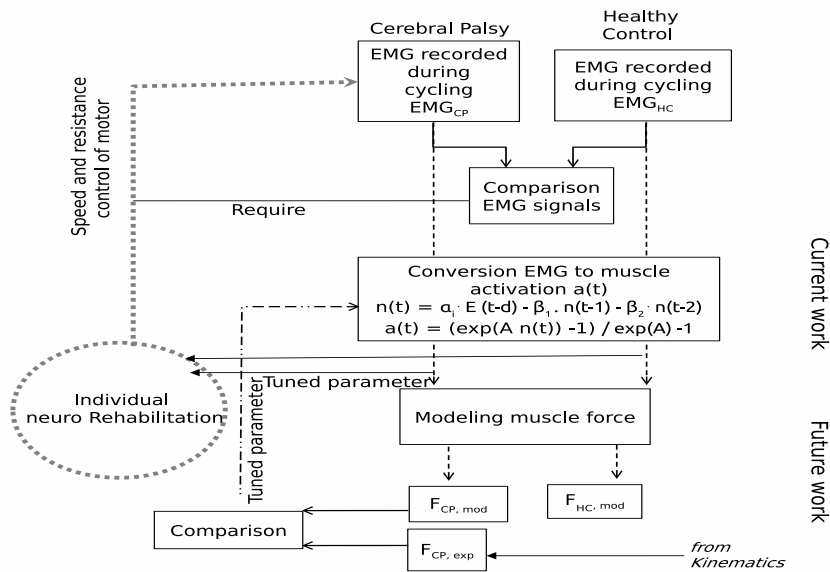 Cerebral Palsy
Healthy
Control
EMG recorded
during
cycling
EMG_CP
EMG recorded
during cycling
EMG_HC
Speed and resistance
control of motor
Comparison
EMG signals
Require
Conversion EMG to muscle
activation a(t)
n(t) = α_i· E (t-d) - β_1 . n(t-1) - β_2· n(t-2)
a(t) = (exp(A n(t)) -1) / exp(A) -1
Current work
Tuned parameter
Individual
neuro Rehabilitation
Tuned parameter
Modeling muscle force
Future work
F_CP, mod
F_HC, mod
Comparison
F_CP, exp
from
Kinematics